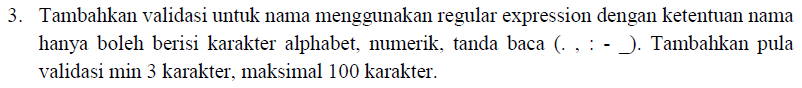 3. Tambahkan validasi untuk nama menggunakan regular expression dengan ketentuan nama
hanya boleh berisi karakter alphabet, numerik, tanda baca (. , : - _). Tambahkan pula
validasi min 3 karakter, maksimal 100 karakter.